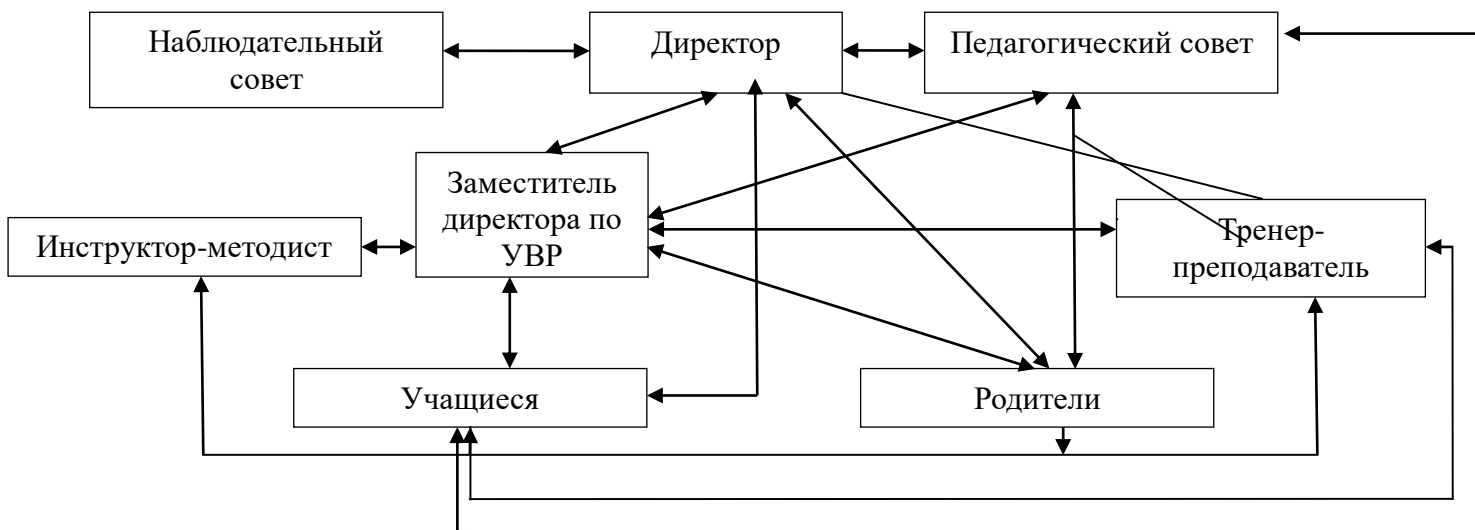 Наблюдательный
совет
Директор
Педагогический совет
Заместитель
директора по
УВР
Инструктор-методист
Тренер-
преподаватель
Учащиеся
Родители